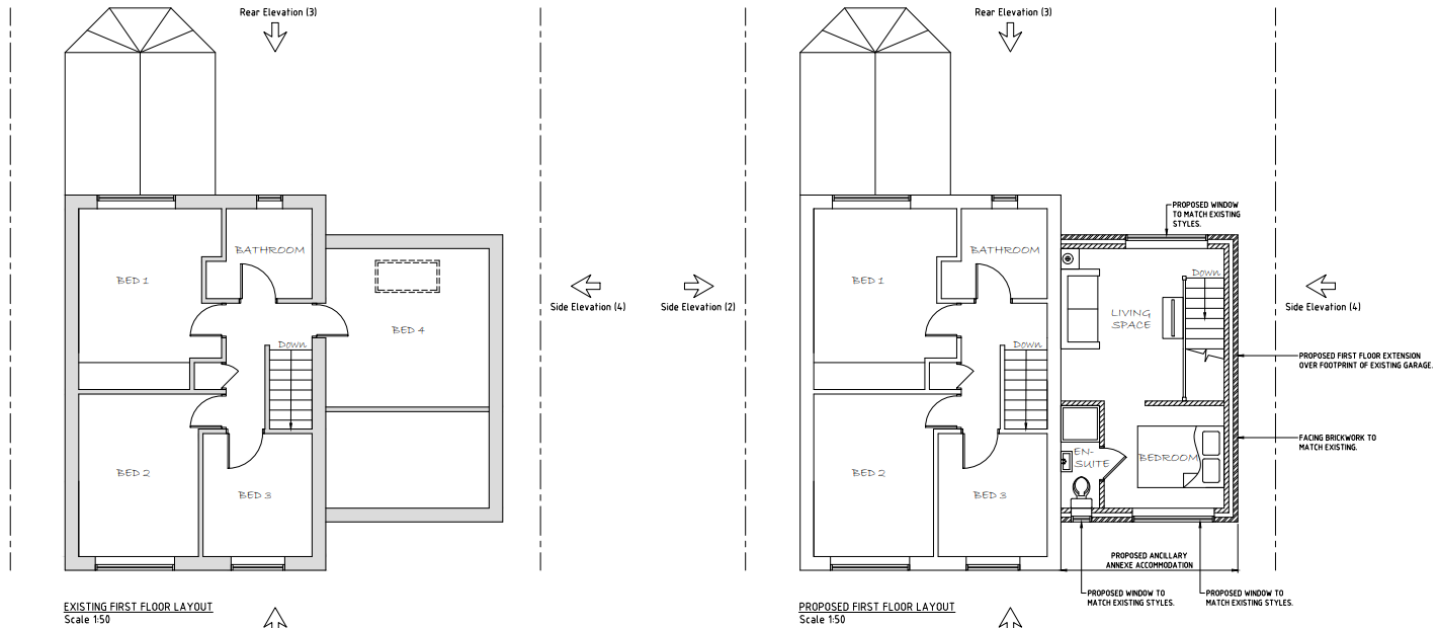 Rear Elevation (3)
BATHROOM
BED 1
BED 4
Down
BED 2
BED 3
Side Elevation (4)
EXISTING FIRST FLOOR LAYOUT
Scale 1:50
Rear Elevation (3)
Side Elevation (2)
PROPOSED WINDOW
TO MATCH EXISTING
STYLES.
BATHROOM
BED 1
Down
LIVING
SPACE
Down
Side Elevation (4)
PROPOSED FIRST FLOOR EXTENSION
OVER FOOTPRINT OF EXISTING GARAGE.
FACING BRICKWORK TO
MATCH EXISTING.
BED 2
BED 3
EN-
SUITE
BEDROOM
PROPOSED ANCILLARY
ANNEXE ACCOMMODATION
PROPOSED WINDOW TO
MATCH EXISTING STYLES.
PROPOSED WINDOW TO
MATCH EXISTING STYLES.
PROPOSED FIRST FLOOR LAYOUT
Scale 1:50